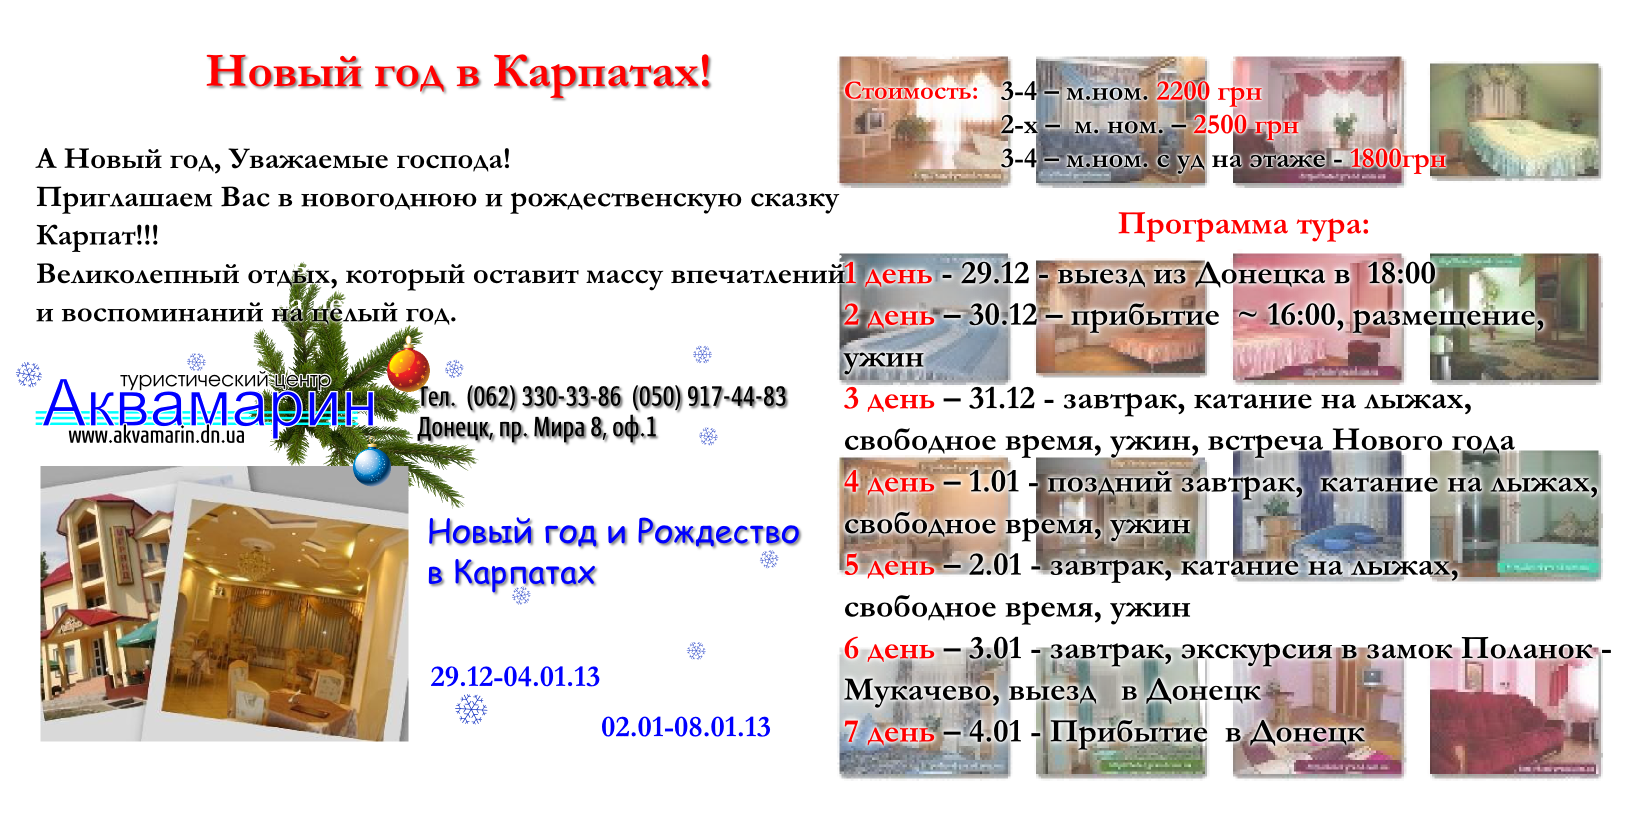 Новый год в Карпатах!
А Новый год, Уважаемые господа!
Приглашаем Вас в новогоднюю и рождественскую сказку
Карпат!!!
Великолепный отдых, который оставит массу впечатлений
и воспоминаний на целый год.
туристический центр
Аквамарин
www.akvamarin.dn.ua
Тел. (062) 330-33-86 (050) 917-44-83
Донецк, пр. Мира 8, оф.1
Новый год и Рождество
в Карпатах
29.12-04.01.13
02.01-08.01.13
Стоимость: 3-4 – м.ном. 2200 грн
2-х – м. ном. – 2500 грн
3-4 – м.ном. с уд на этаже - 1800грн
Программа тура:
1 день - 29.12 - выезд из Донецка в 18:00
2 день – 30.12 – прибытие ~ 16:00, размещение,
ужин
3 день – 31.12 - завтрак, катание на лыжах,
свободное время, ужин, встреча Нового года
4 день – 1.01 - поздний завтрак, катание на лыжах,
свободное время, ужин
5 день – 2.01 - завтрак, катание на лыжах,
свободное время, ужин
6 день – 3.01 - завтрак, экскурсия в замок Поланок -
Мукачево, выезд в Донецк
7 день – 4.01 - Прибытие в Донецк